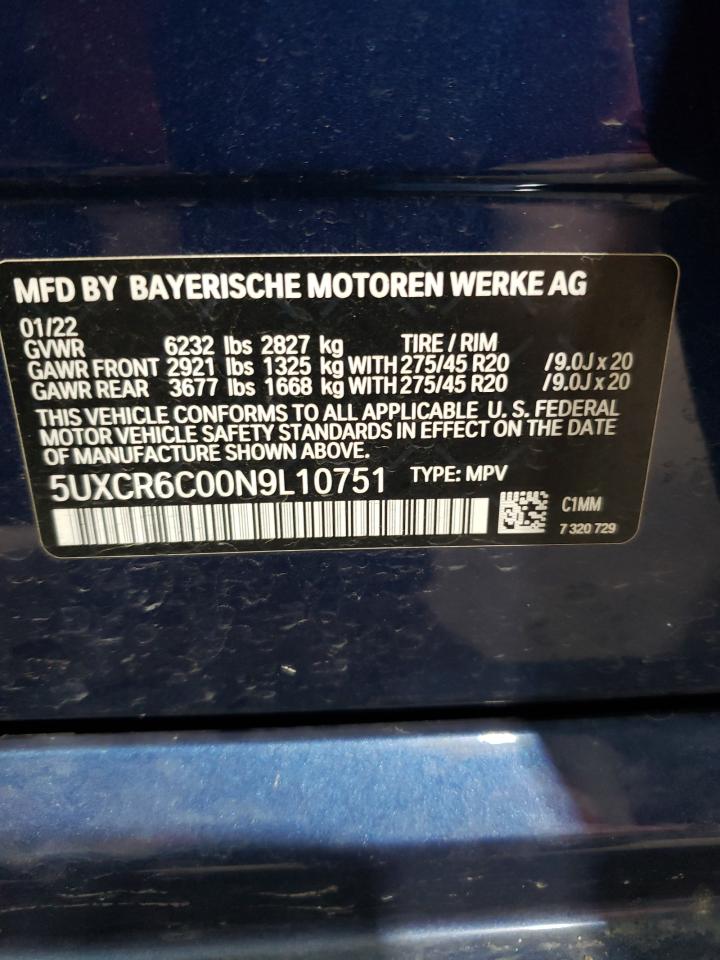 MFD BY BAYERISCHE MOTOREN WERKE AG
01/22
GVWR 6232 lbs 2827 kg TIRE / RIM
GAWR FRONT 2921 lbs 1325 kg WITH 275/45 R20 /9.0J x 20
GAWR REAR 3677 lbs 1668 kg WITH 275/45 R20 /9.0J x 20
THIS VEHICLE CONFORMS TO ALL APPLICABLE U. S. FEDERAL
MOTOR VEHICLE SAFETY STANDARDS IN EFFECT ON THE DATE
OF MANUFACTURE SHOWN ABOVE.
5UXCR6C00N9L10751 TYPE: MPV
C1MM
7 320 729